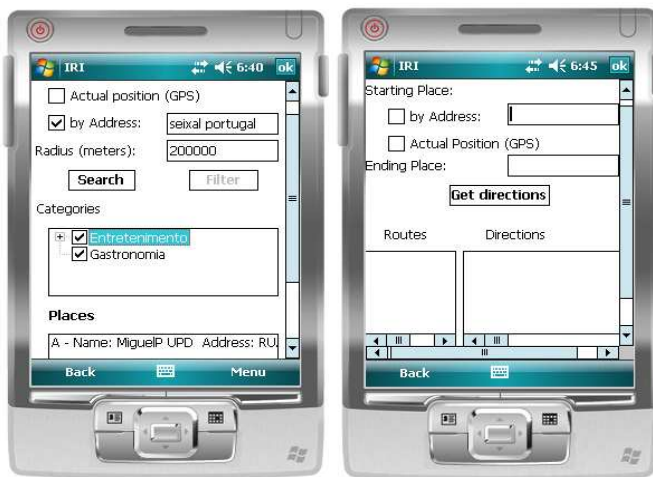 IRI 6:40 ok
Actual position (GPS)
by Address: seixal portugal
Radius (meters): 200000
Search Filter
Categories
Entretenimento
Gastronomia
Places
A - Name: MiguelP UPD Address: RU.
Back Menu
IRI 6:45 ok
Starting Place:
by Address:
Actual Position (GPS)
Ending Place:
Get directions
Routes Directions
Back